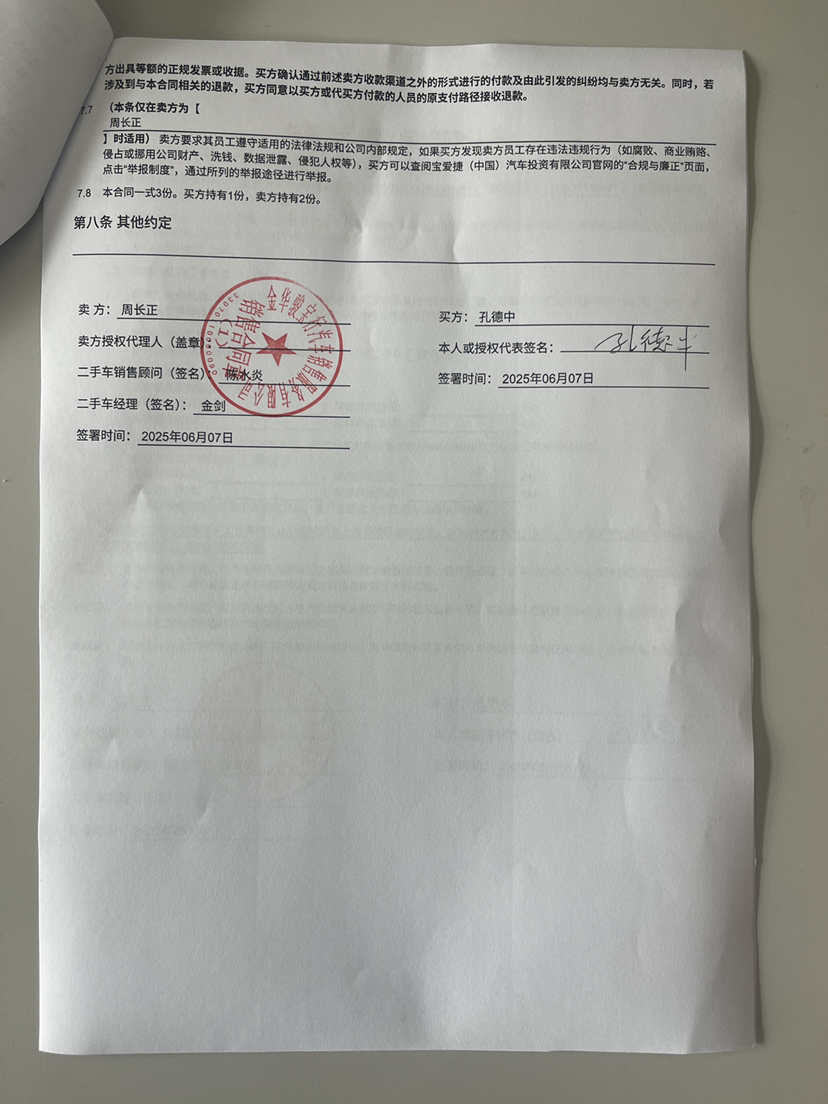 方出具等额的正规发票或收据。买方确认通过前述卖方收款渠道之外的形式进行的付款及由此引发的纠纷均与卖方无关。同时，若
涉及到与本合同相关的退款，买方同意以买方或代买方付款的人员的原支付路径接收退款。
7.7 （本条仅在卖方为【
周长正
】时适用）卖方要求其员工遵守适用的法律法规和公司内部规定，如果买方发现卖方员工存在违法违规行为（如腐败、商业贿赂、
侵占或挪用公司财产、洗钱、数据泄露、侵犯人权等），买方可以查阅宝爱捷（中国）汽车投资有限公司官网的“合规与廉正”页面，
点击“举报制度”，通过所列的举报途径进行举报。
7.8 本合同一式3份。买方持有1份，卖方持有2份。
第八条 其他约定
卖 方： 周长正
卖方授权代理人（盖章）
二手车销售顾问（签名）： 陈水炎
二手车经理（签名）： 金剑
签署时间： 2025年06月07日
买方： 孔德中
本人或授权代表签名：
签署时间： 2025年06月07日
销售合同章
（1）